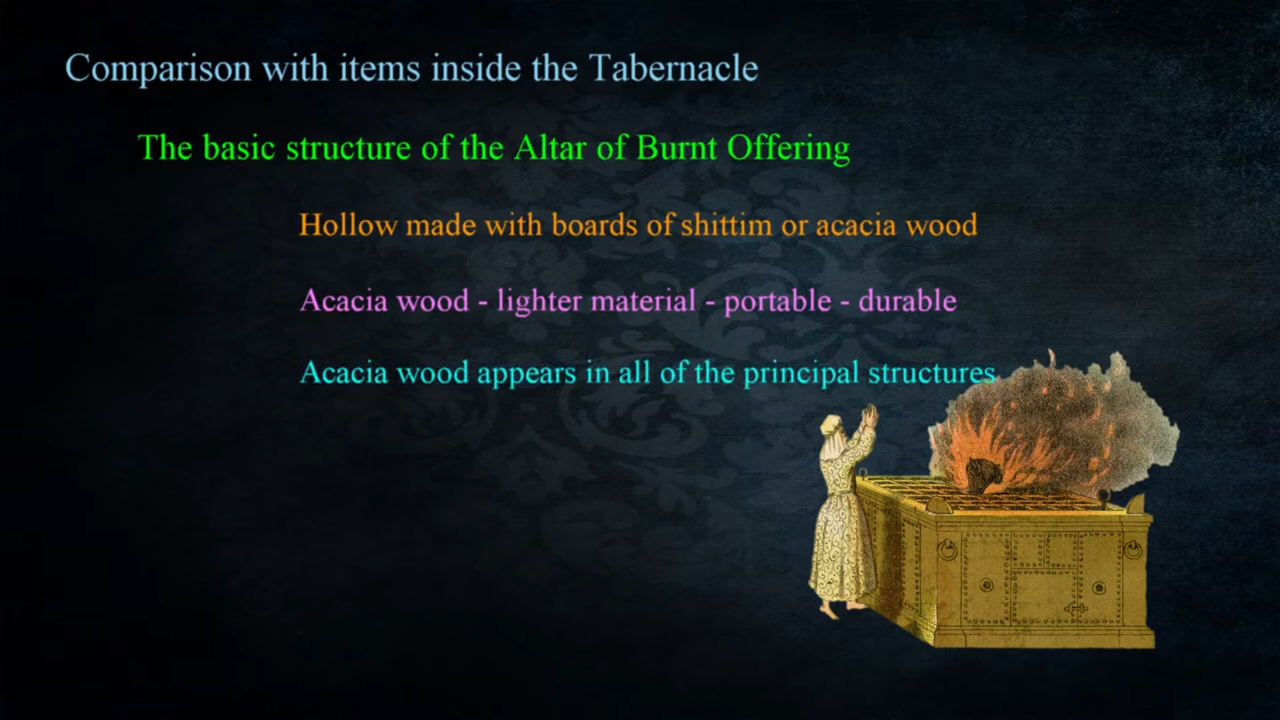 Comparison with items inside the Tabernacle
The basic structure of the Altar of Burnt Offering
Hollow made with boards of shittim or acacia wood
Acacia wood - lighter material - portable - durable
Acacia wood appears in all of the principal structures